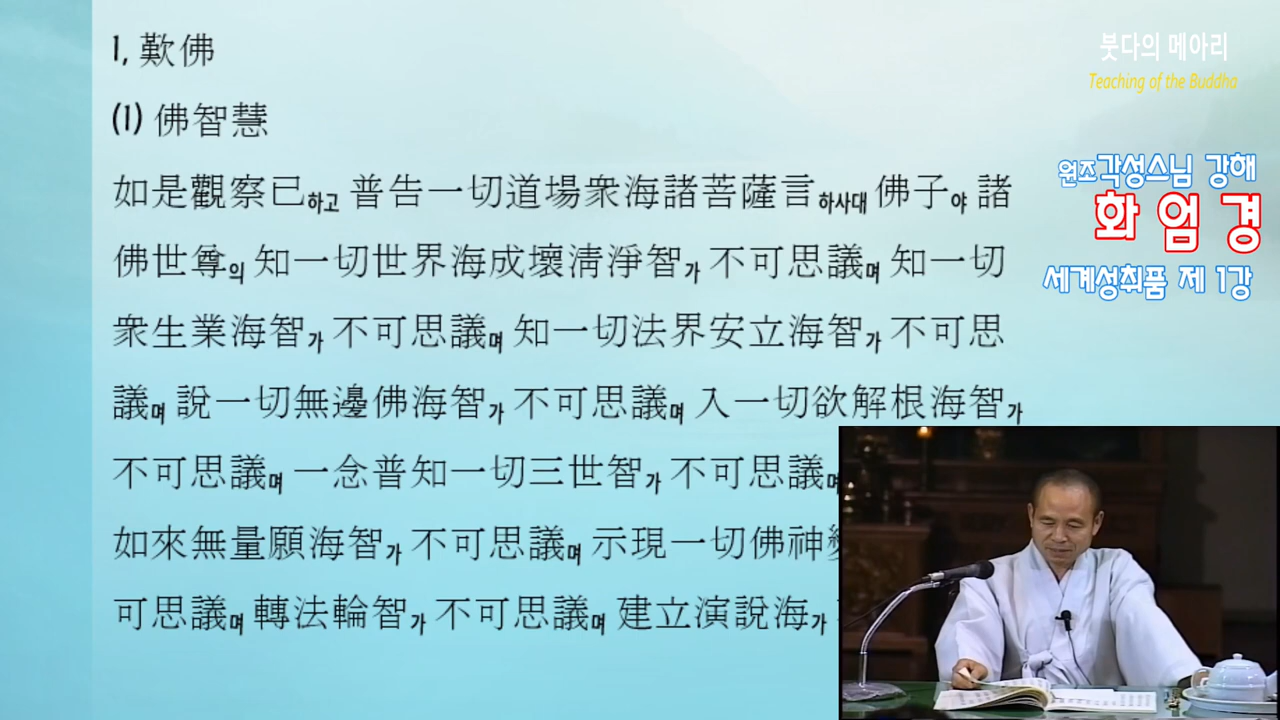 1, 歎佛
(1) 佛智慧
如是觀察已하고 普告一切道場衆海諸菩薩言하사대 佛子야 諸
佛世尊의 知一切世界海成壞淸淨智가 不可思議며 知一切
衆生業海智가 不可思議며 知一切法界安立海智가 不可思
議며 說一切無邊佛海智가 不可思議며 入一切欲解根海智가
不可思議며 一念普知一切三世智가 不可思議며
如來無量願海智가 不可思議며 示現一切佛神變
可思議며 轉法輪智가 不可思議며 建立演說海가
붓다의 메아리
Teaching of the Buddha
원조각성스님 강해
화엄경
세계성취품 제 1강